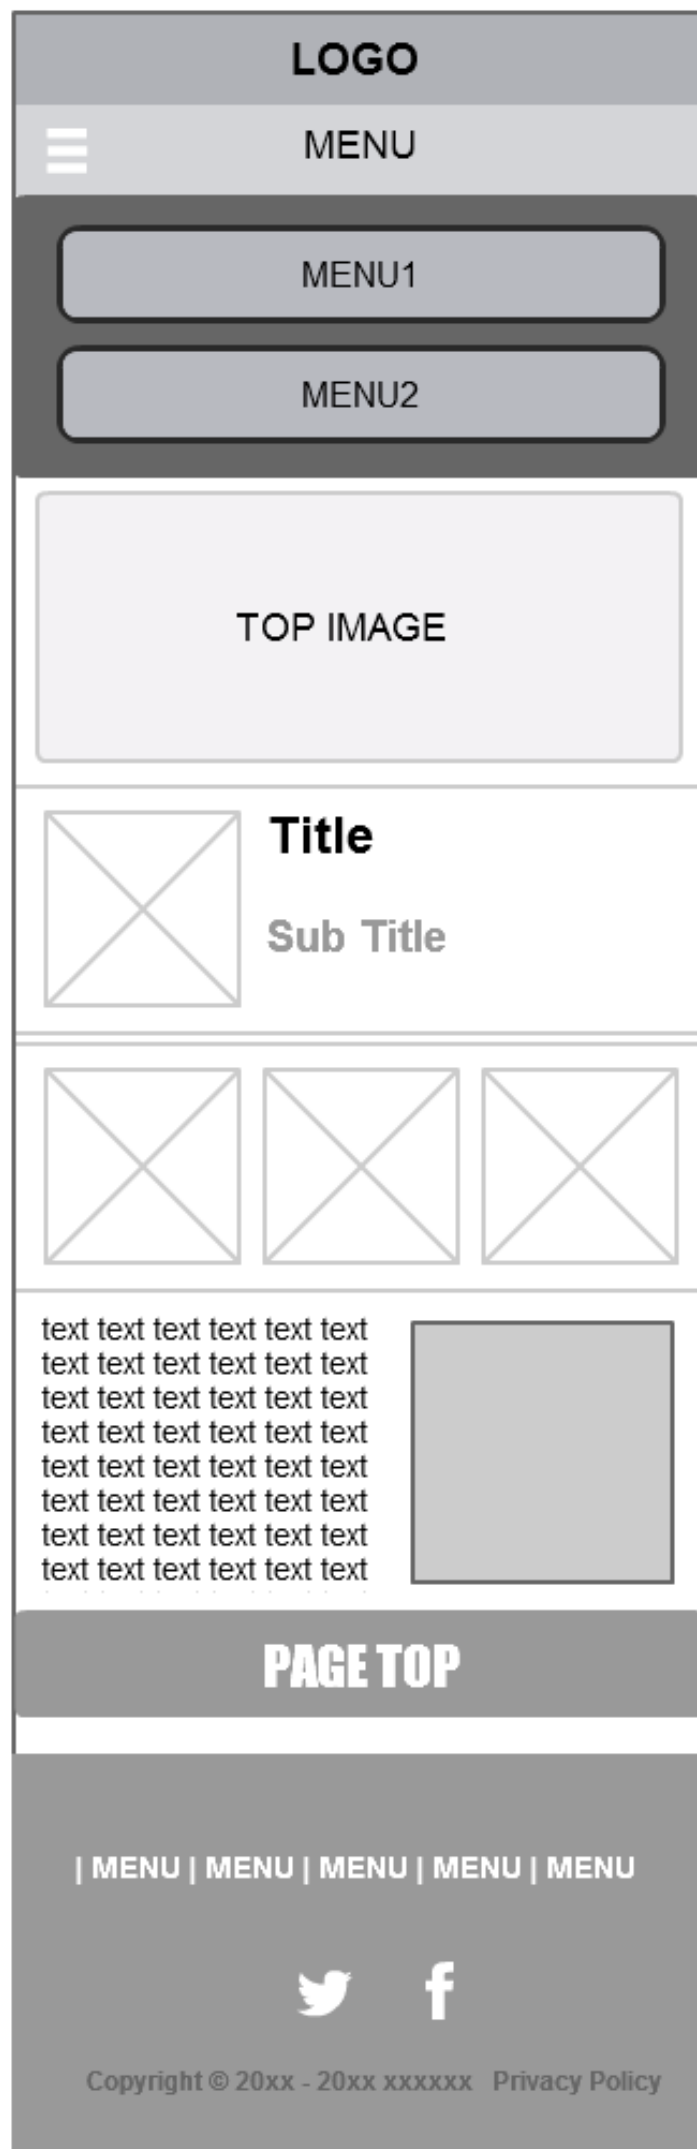 LOGO
MENU
MENU1
MENU2
TOP IMAGE
Title
Sub Title
text text text text text text
text text text text text text
text text text text text text
text text text text text text
text text text text text text
text text text text text text
text text text text text text
text text text text text text
PAGE TOP
| MENU | MENU | MENU | MENU | MENU
Copyright © 20xx - 20xx xxxxxx Privacy Policy